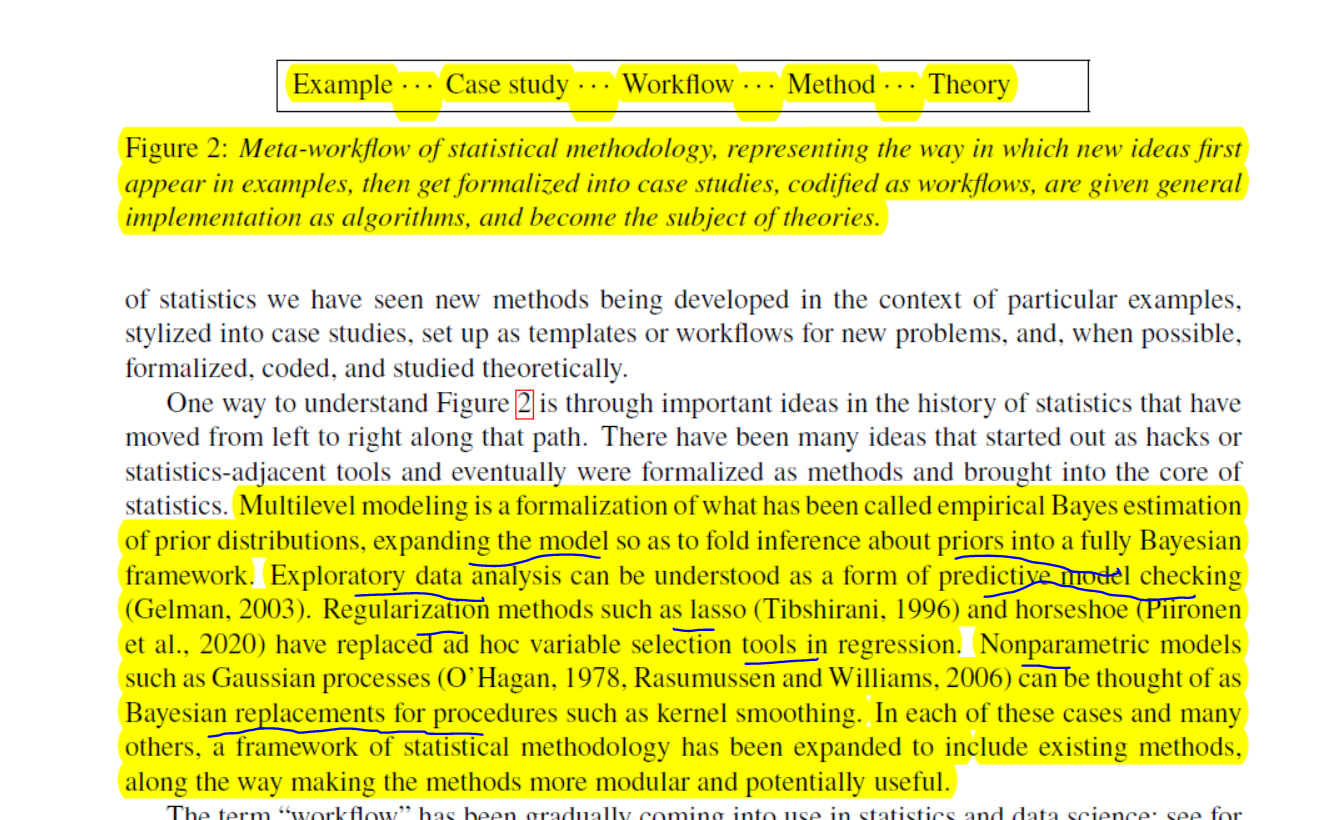 Example ··· Case study ··· Workflow ··· Method ··· Theory
Figure 2: Meta-workflow of statistical methodology, representing the way in which new ideas first
appear in examples, then get formalized into case studies, codified as workflows, are given general
implementation as algorithms, and become the subject of theories.
of statistics we have seen new methods being developed in the context of particular examples,
stylized into case studies, set up as templates or workflows for new problems, and, when possible,
formalized, coded, and studied theoretically.
One way to understand Figure 2 is through important ideas in the history of statistics that have
moved from left to right along that path. There have been many ideas that started out as hacks or
statistics-adjacent tools and eventually were formalized as methods and brought into the core of
statistics. Multilevel modeling is a formalization of what has been called empirical Bayes estimation
of prior distributions, expanding the model so as to fold inference about priors into a fully Bayesian
framework. Exploratory data analysis can be understood as a form of predictive model checking
(Gelman, 2003). Regularization methods such as lasso (Tibshirani, 1996) and horseshoe (Piironen
et al., 2020) have replaced ad hoc variable selection tools in regression. Nonparametric models
such as Gaussian processes (O’Hagan, 1978, Rasumussen and Williams, 2006) can be thought of as
Bayesian replacements for procedures such as kernel smoothing. In each of these cases and many
others, a framework of statistical methodology has been expanded to include existing methods,
along the way making the methods more modular and potentially useful.
The term “workflow” has been gradually coming into use in statistics and data science; see for